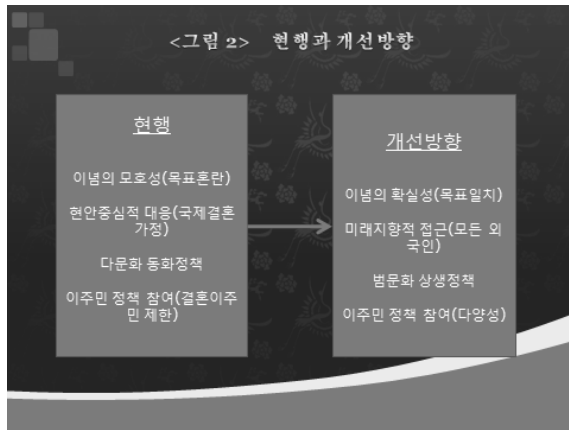 <그림 2> 현행과 개선방향
현행
이념의 모호성(목표혼란)
현안중심적 대응(국제결혼
가정)
다문화 동화정책
이주민 정책 참여(결혼이주
민 제한)
개선방향
이념의 확실성(목표일치)
미래지향적 접근(모든 외
국인)
범문화 상생정책
이주민 정책 참여(다양성)